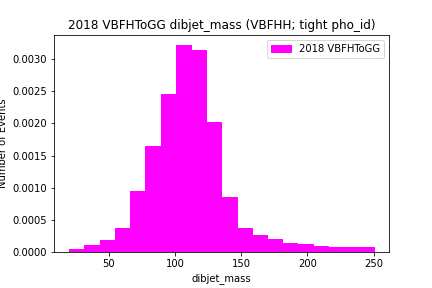 2018 VBFHToGG dibjet_mass (VBFHH; tight pho_id)
2018 VBFHToGG
Number of Events
0.0030
0.0025
0.0020
0.0015
0.0010
0.0005
0.0000
50 100 150 200 250
dibjet_mass